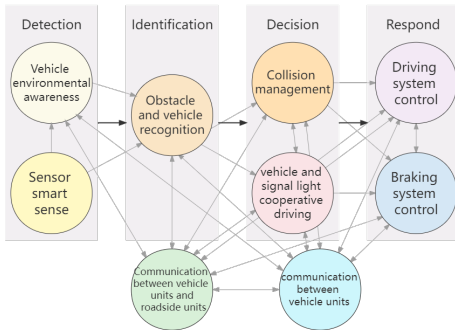 Detection
Identification
Decision
Respond
Vehicle
environmental
awareness
Sensor
smart
sense
Obstacle
and vehicle
recognition
Collision
management
vehicle and
signal light
cooperative
driving
Driving
system
control
Braking
system
control
Communication
between vehicle
units and
roadside units
communication
between
vehicle units